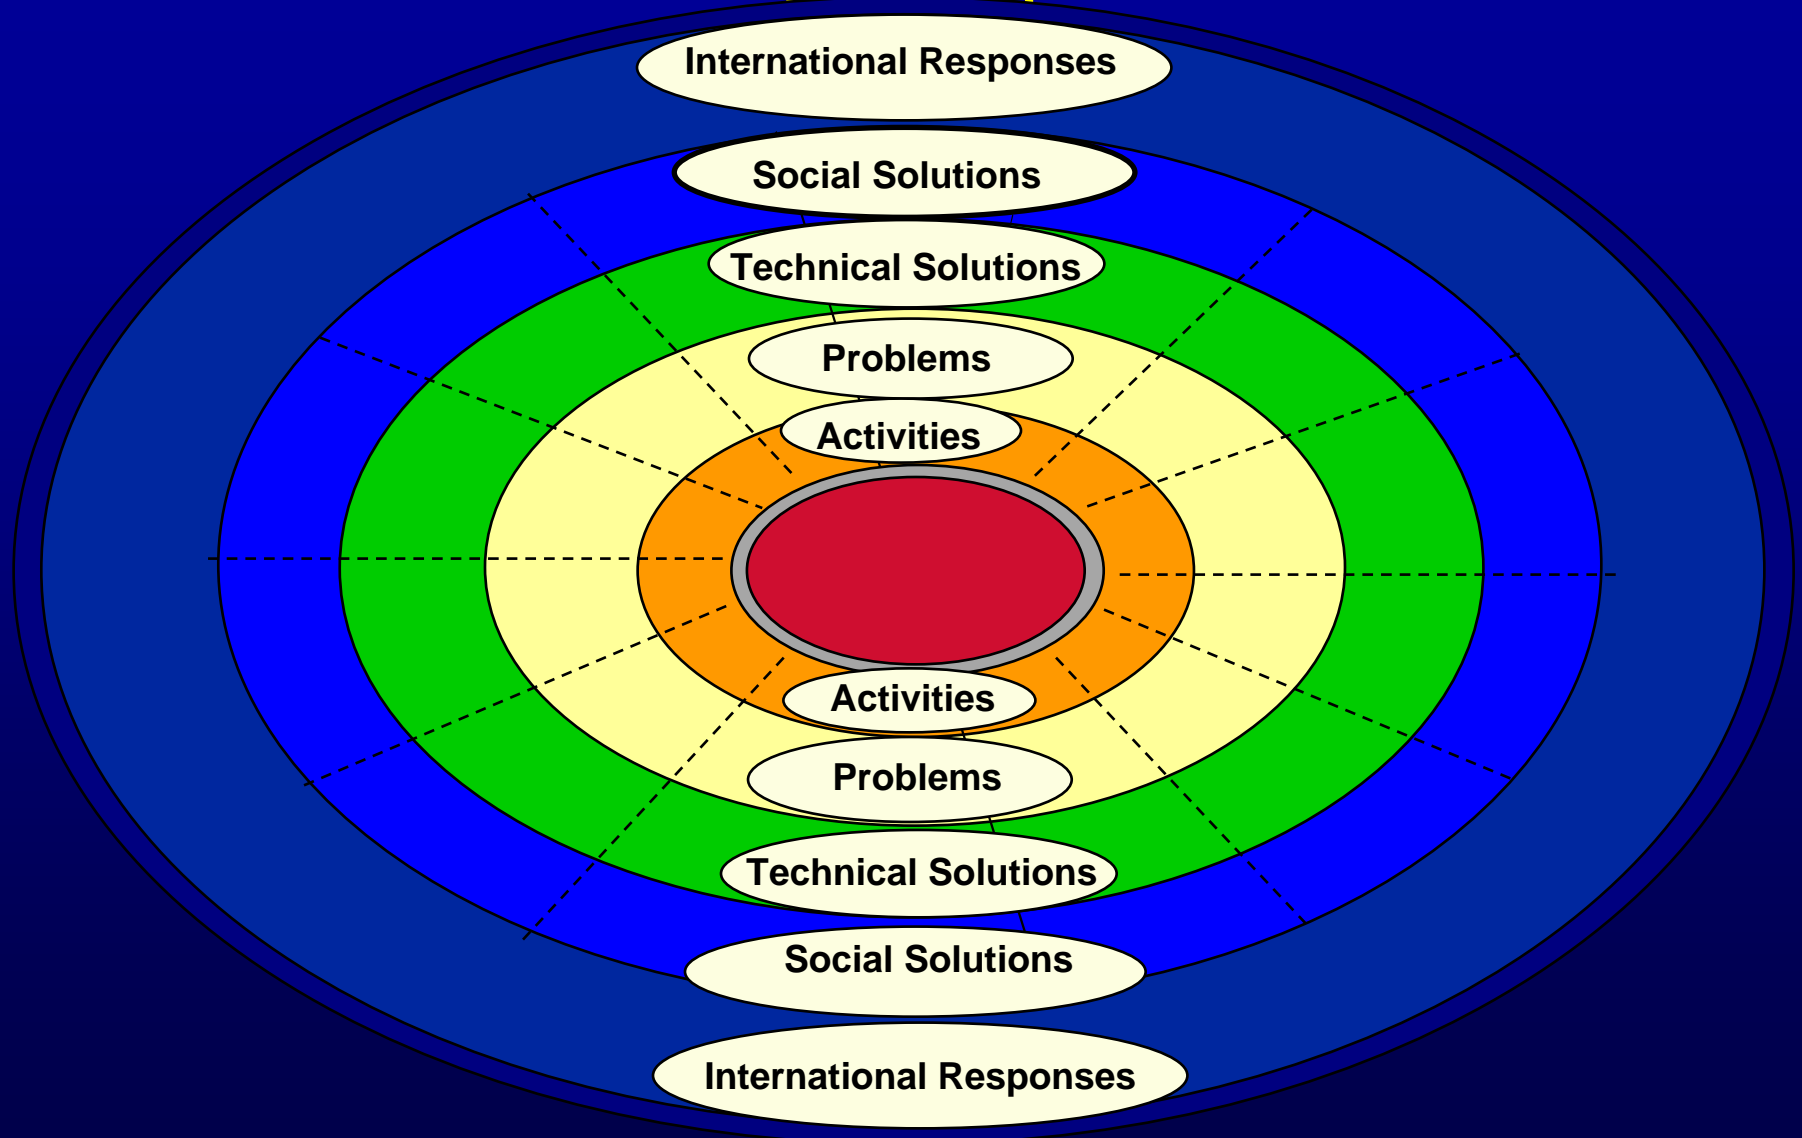 International Responses
Social Solutions
Technical Solutions
Problems
Activities
Activities
Problems
Technical Solutions
Social Solutions
International Responses